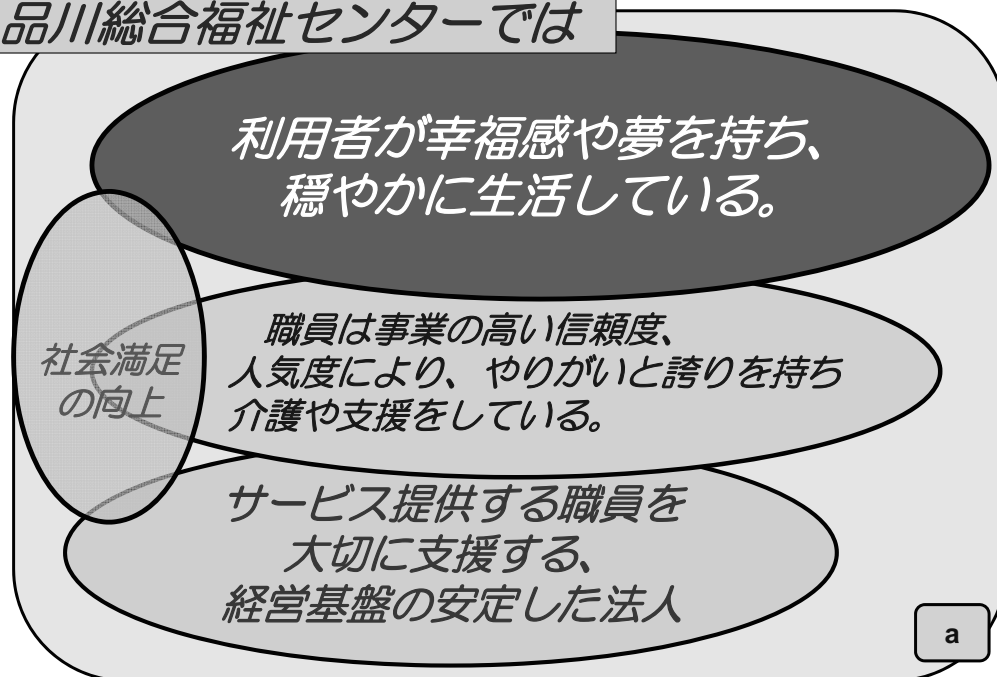 品川総合福祉センターでは
利用者が幸福感や夢を持ち、
穏やかに生活している。
職員は事業の高い信頼度、
人気度により、やりがいと誇りを持ち
介護や支援をしている。
社会満足
の向上
サービス提供する職員を
大切に支援する、
経営基盤の安定した法人
a